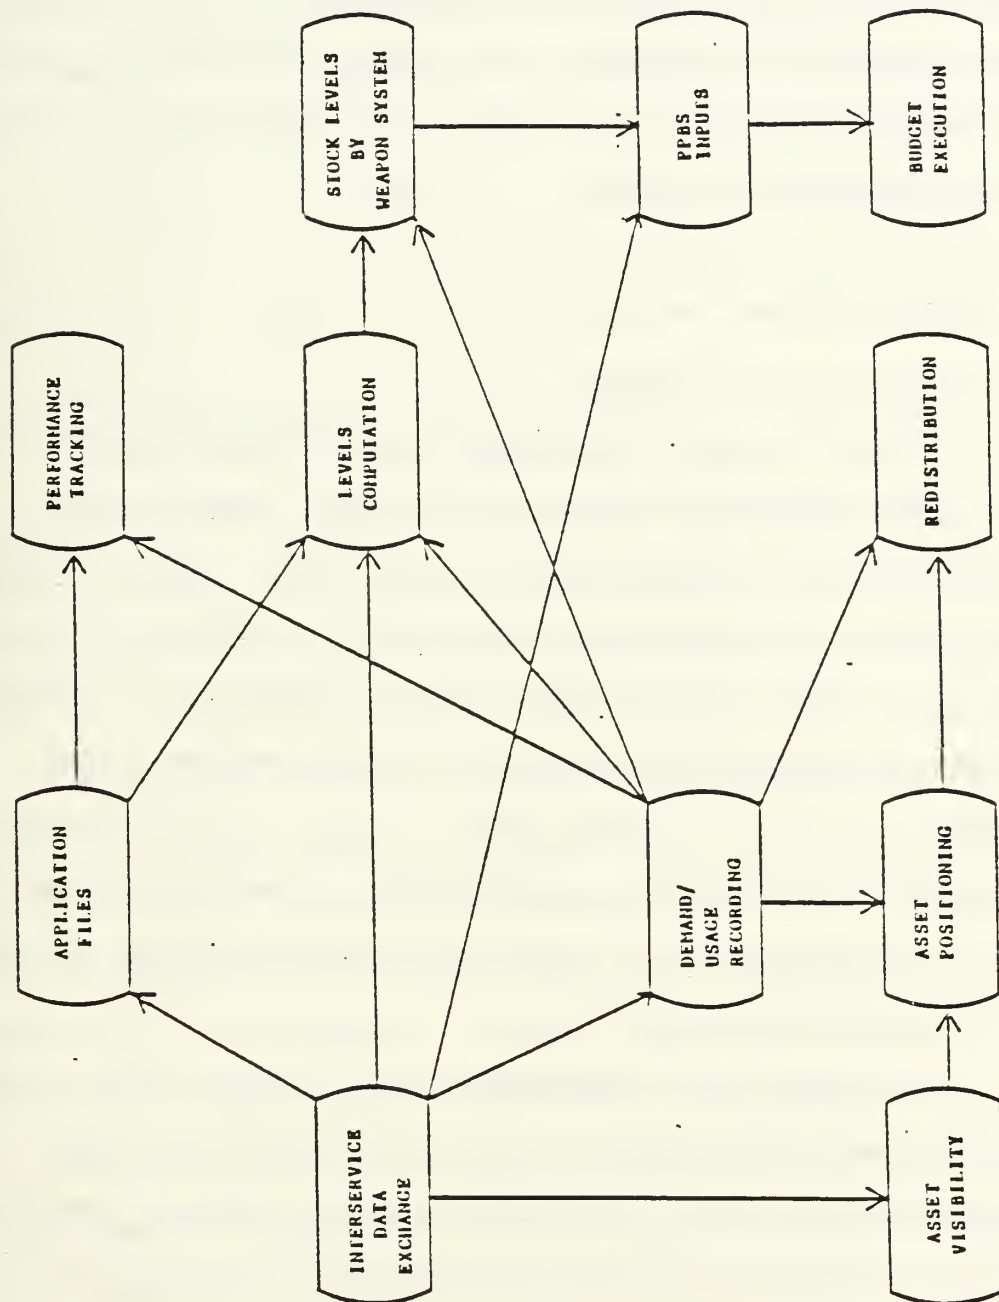 APPLICATION
FILES
PERFORMANCE
TRACKING
INTERSERVICE
DATA
EXCHANGE
LEVELS
COMPUTATION
STOCK LEVELS
BY
WEAPON SYSTEM
DEMAND/
USAGE
RECORDING
PPBS
INPUTS
ASSET
VISIBILITY
ASSET
POSITIONING
REDISTRIBUTION
BUDGET
EXECUTION